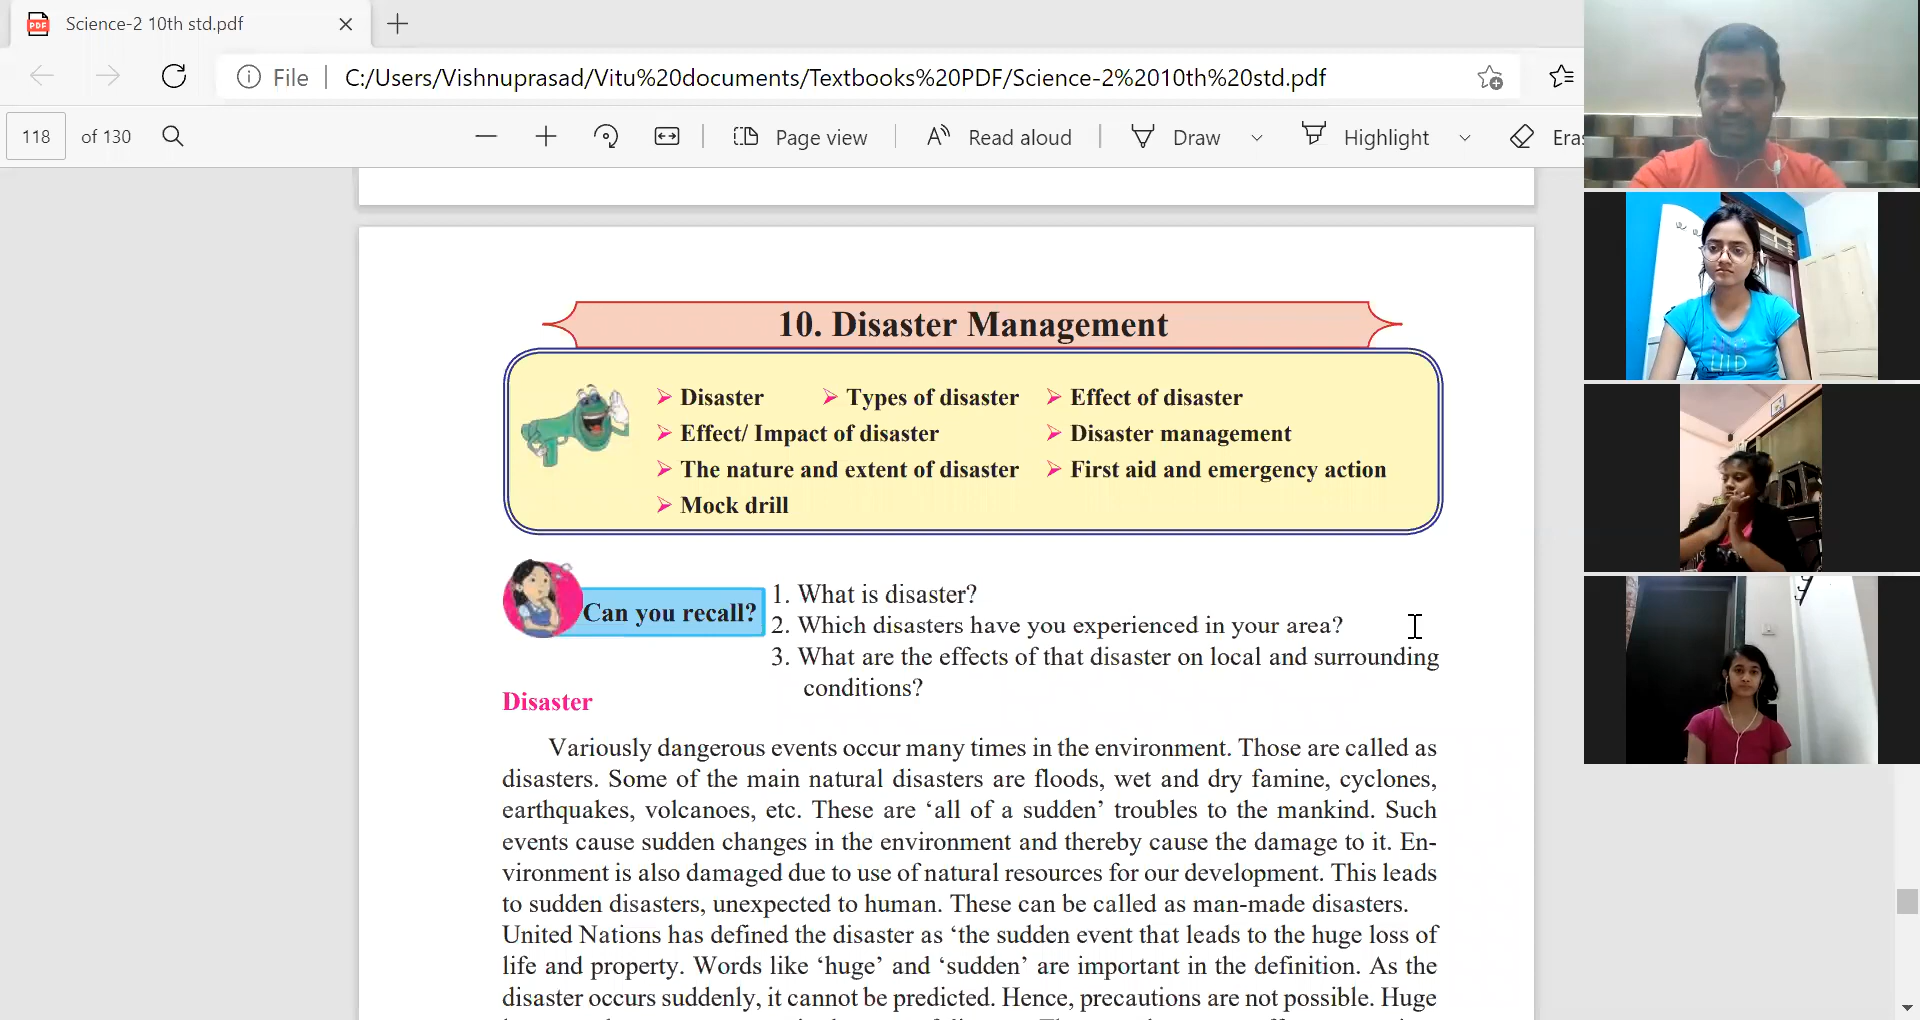 Science-2 10th std.pdf
File
C:/Users/Vishnuprasad/Vitu%20documents/Textbooks%20PDF/Science-2%2010th%20std.pdf
118 of 130
Page view
Read aloud
Draw
Highlight
Eras
10. Disaster Management
Disaster Types of disaster Effect of disaster
Effect/ Impact of disaster Disaster management
The nature and extent of disaster First aid and emergency action
Mock drill
Can you recall?
1. What is disaster?
2. Which disasters have you experienced in your area?
3. What are the effects of that disaster on local and surrounding
conditions?
Disaster
Variously dangerous events occur many times in the environment. Those are called as
disasters. Some of the main natural disasters are floods, wet and dry famine, cyclones,
earthquakes, volcanoes, etc. These are ‘all of a sudden’ troubles to the mankind. Such
events cause sudden changes in the environment and thereby cause the damage to it. En-
vironment is also damaged due to use of natural resources for our development. This leads
to sudden disasters, unexpected to human. These can be called as man-made disasters.
United Nations has defined the disaster as ‘the sudden event that leads to the huge loss of
life and property. Words like ‘huge’ and ‘sudden’ are important in the definition. As the
disaster occurs suddenly, it cannot be predicted. Hence, precautions are not possible. Huge